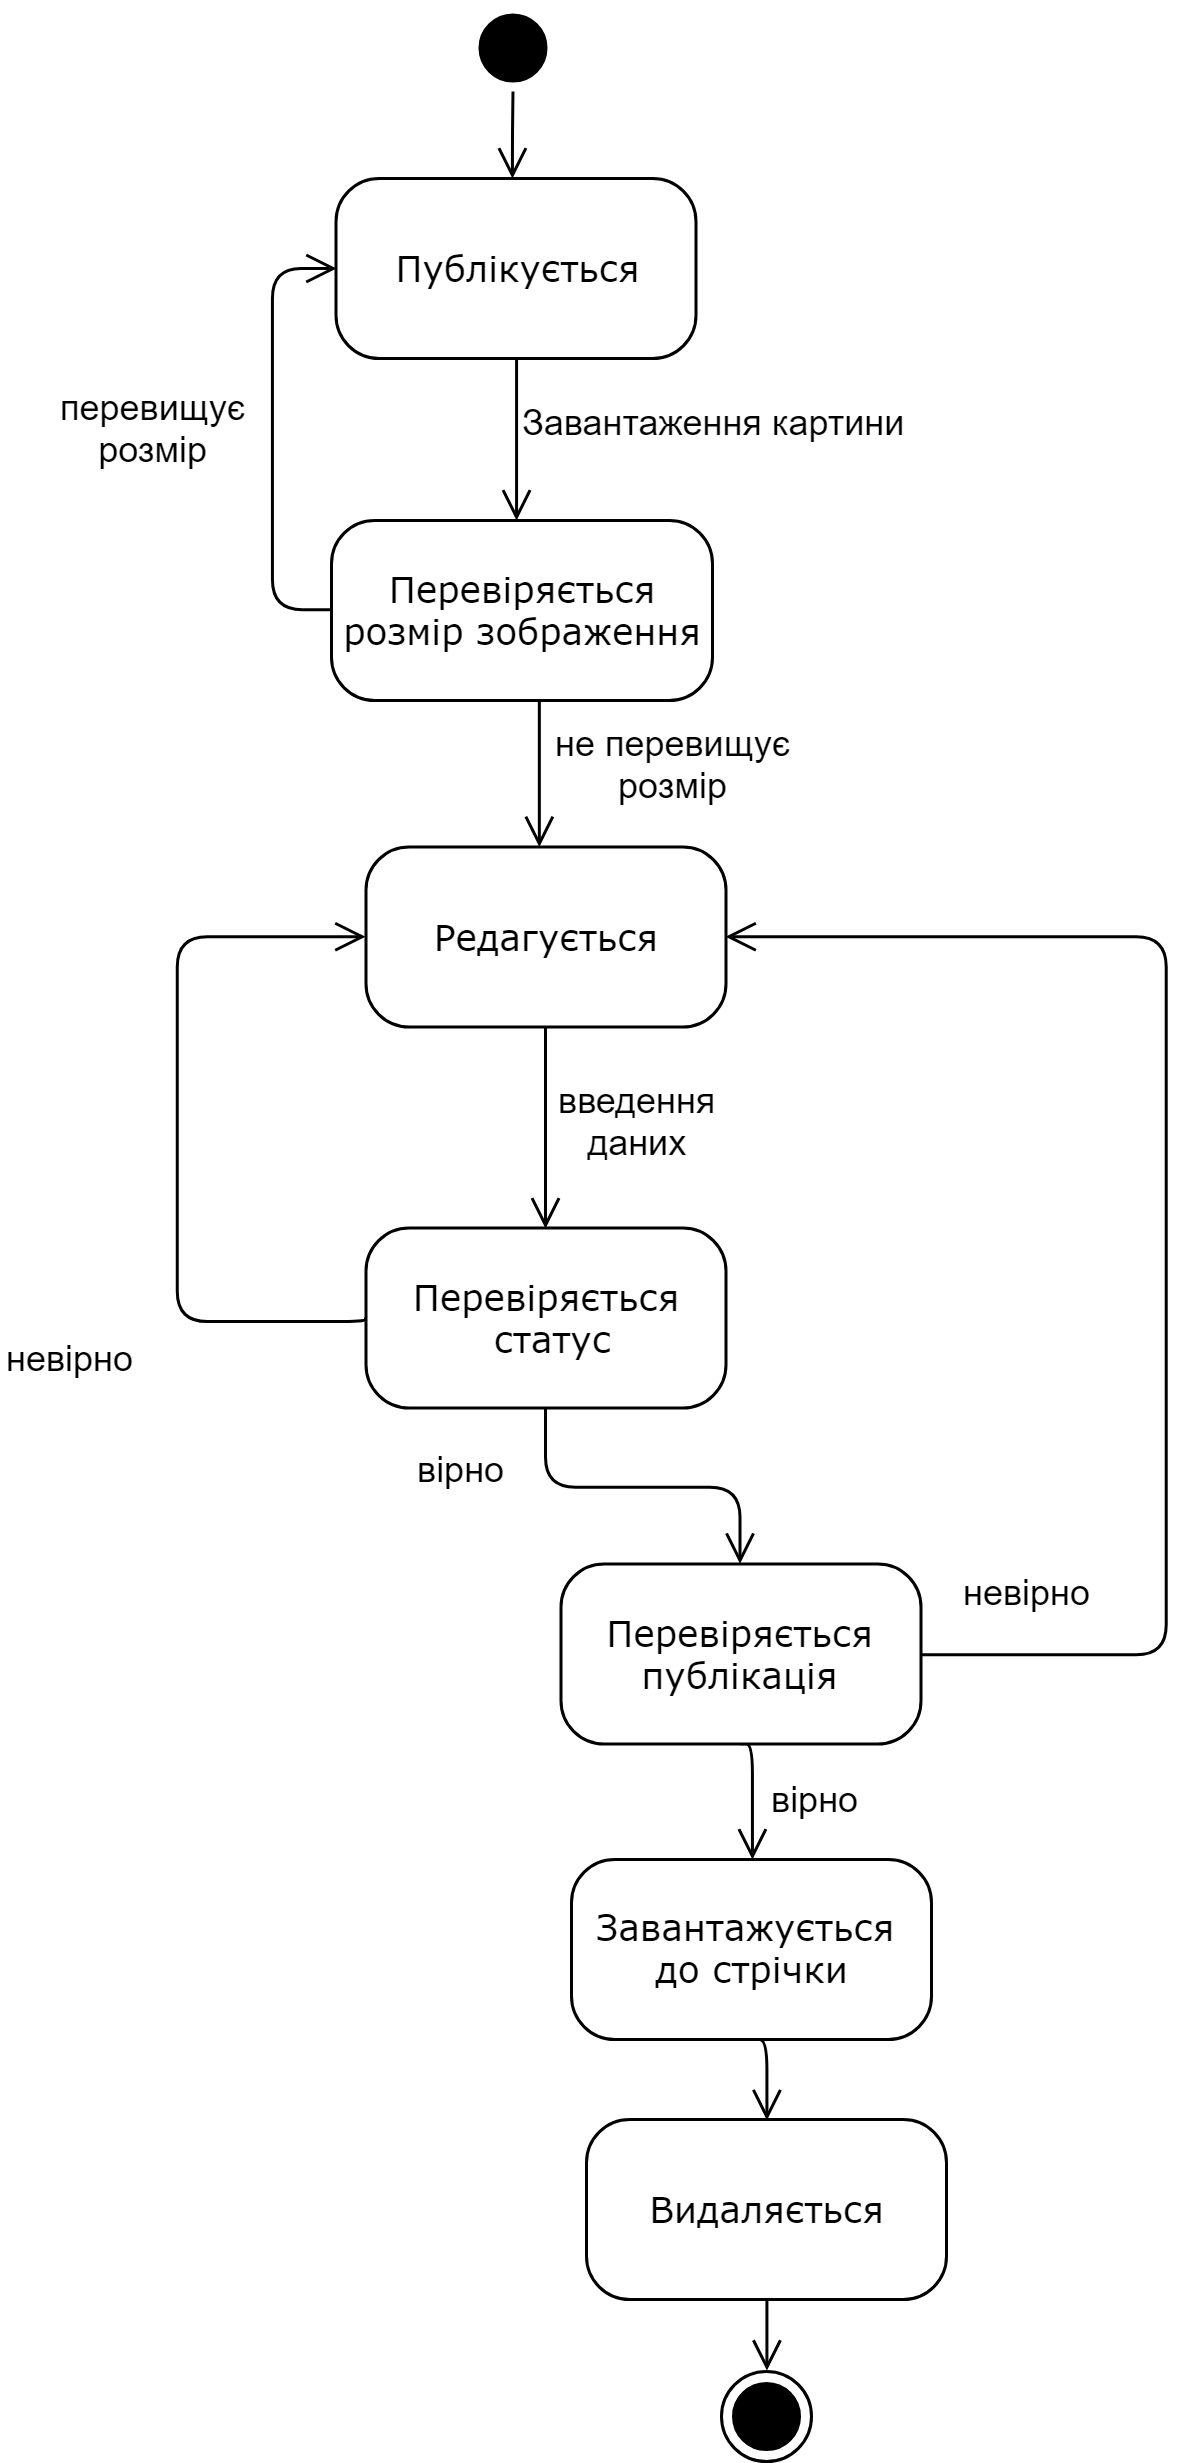 Публікується
перевищує
розмір
Завантаження картини
Перевіряється
розмір зображення
не перевищує
розмір
Редагується
введення
даних
Перевіряється
статус
невірно
вірно
Перевіряється
публікація
невірно
вірно
Завантажується
до стрічки
Видаляється